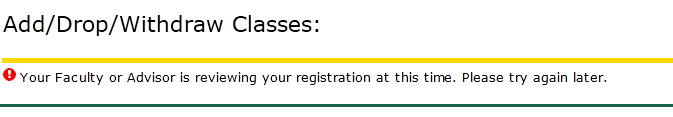 Add/Drop/Withdraw Classes:
Your Faculty or Advisor is reviewing your registration at this time. Please try again later.